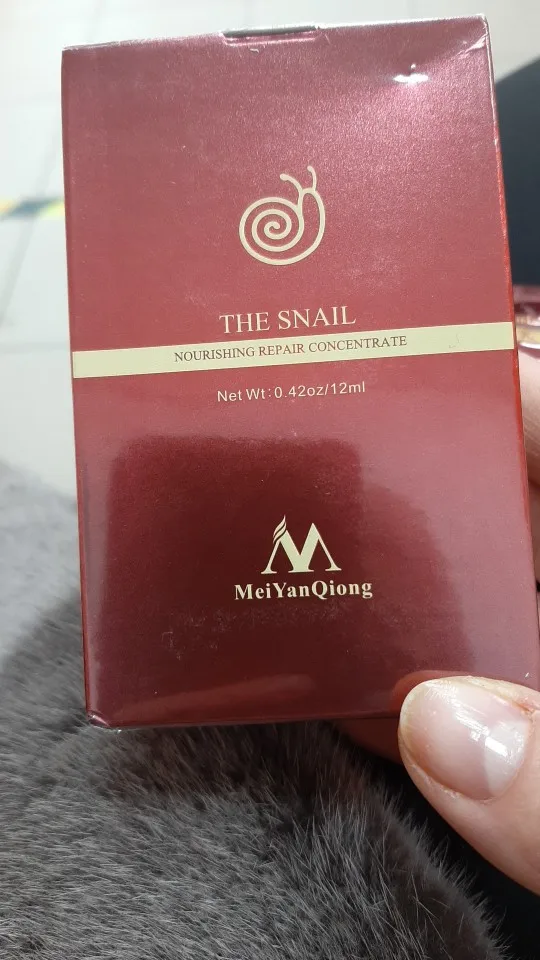 THE SNAIL
NOURISHING REPAIR CONCENTRATE
Net Wt:0.42oz/12ml
MeiYanQiong